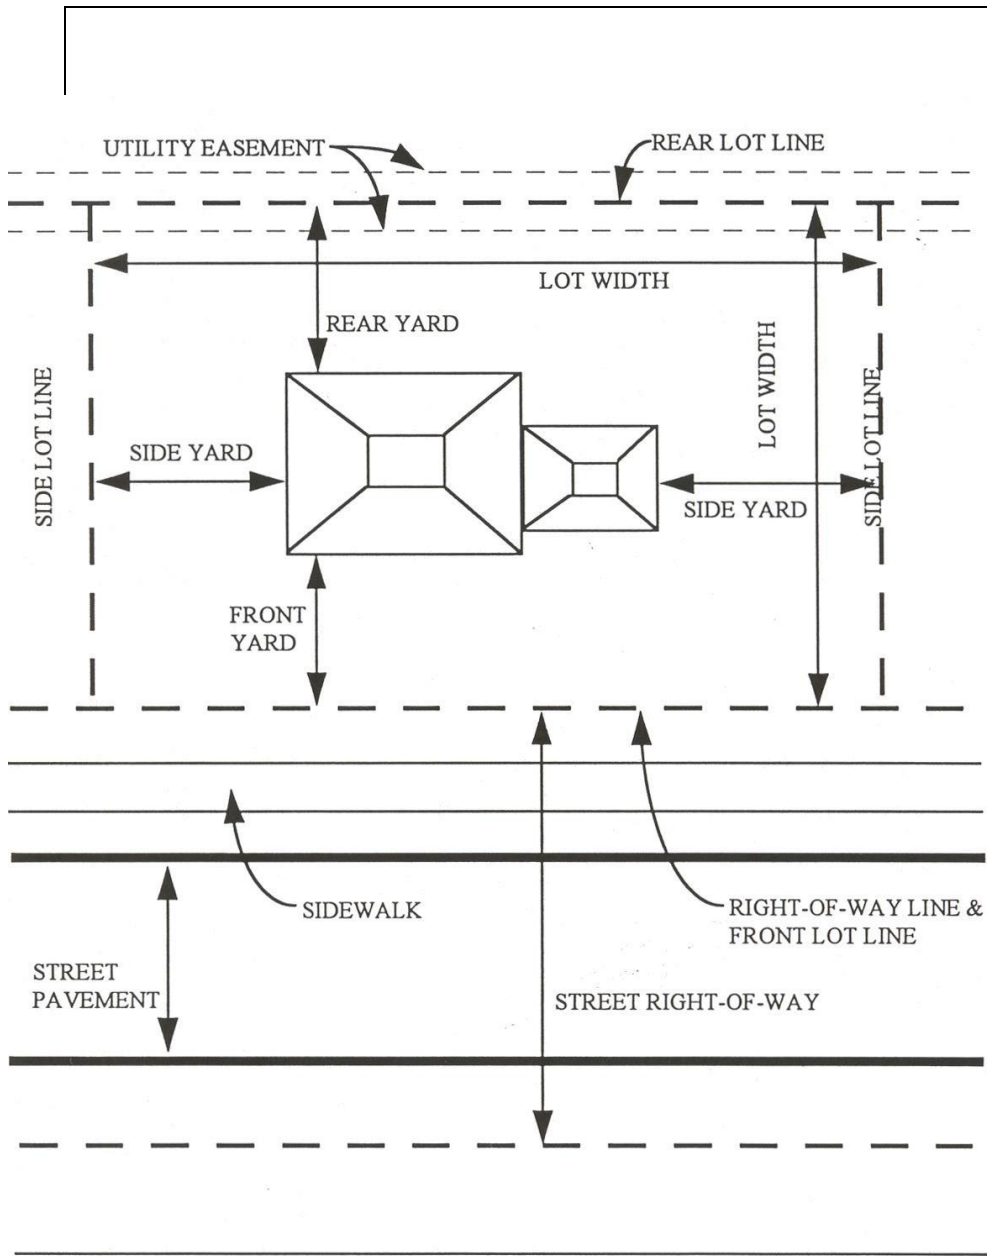 UTILITY EASEMENT
REAR LOT LINE
LOT WIDTH
REAR YARD
LOT WIDTH
SIDE LOT LINE
SIDE YARD
SIDE LOT LINE
SIDE YARD
FRONT
YARD
SIDEWALK
RIGHT-OF-WAY LINE &
FRONT LOT LINE
STREET
PAVEMENT
STREET RIGHT-OF-WAY